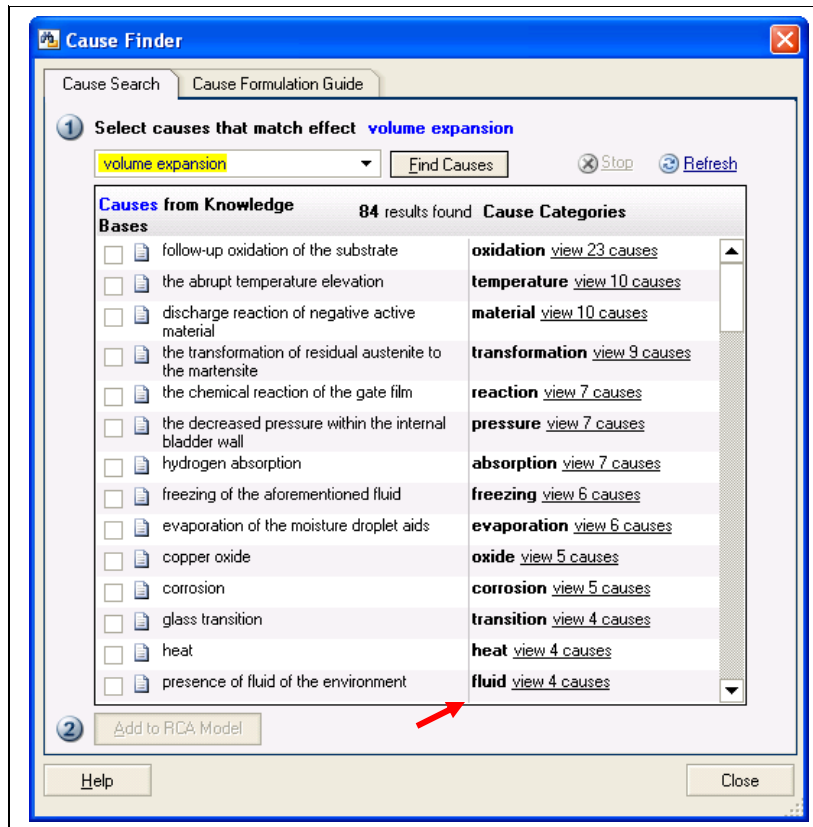 Cause Finder
Cause Search Cause Formulation Guide
1 Select causes that match effect volume expansion
volume expansion Find Causes Stop Refresh
Causes from Knowledge
Bases 84 results found Cause Categories
follow-up oxidation of the substrate oxidation view 23 causes
the abrupt temperature elevation temperature view 10 causes
discharge reaction of negative active
material material view 10 causes
the transformation of residual austenite to
the martensite transformation view 9 causes
the chemical reaction of the gate film reaction view 7 causes
the decreased pressure within the internal
bladder wall pressure view 7 causes
hydrogen absorption absorption view 7 causes
freezing of the aforementioned fluid freezing view 6 causes
evaporation of the moisture droplet aids evaporation view 6 causes
copper oxide oxide view 5 causes
corrosion corrosion view 5 causes
glass transition transition view 4 causes
heat heat view 4 causes
presence of fluid of the environment fluid view 4 causes
2 Add to RCA Model
Help Close